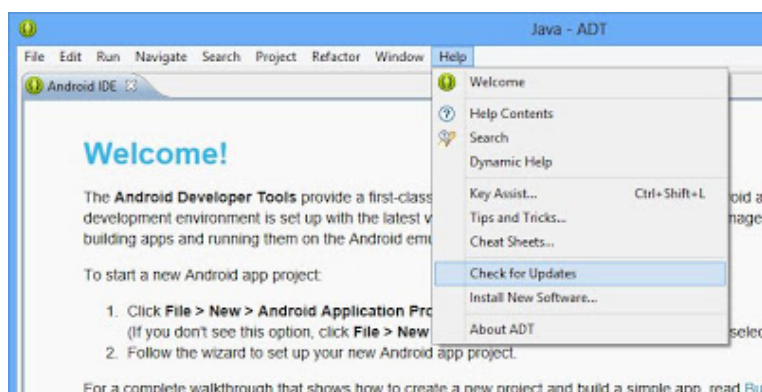 Java - ADT
File Edit Run Navigate Search Project Refactor Window Help
Android IDE
Welcome
Help Contents
Search
Dynamic Help
Key Assist... Ctrl+Shift+L
Tips and Tricks...
Cheat Sheets...
Check for Updates
Install New Software...
About ADT
Welcome!
The Android Developer Tools provide a first-class
development environment is set up with the latest
building apps and running them on the Android
To start a new Android app project:
1. Click File > New > Android Application
(If you don't see this option, click File > New
2. Follow the wizard to set up your new Android app project.
For a complete walkthrough that shows how to create a new project and build a simple app, read